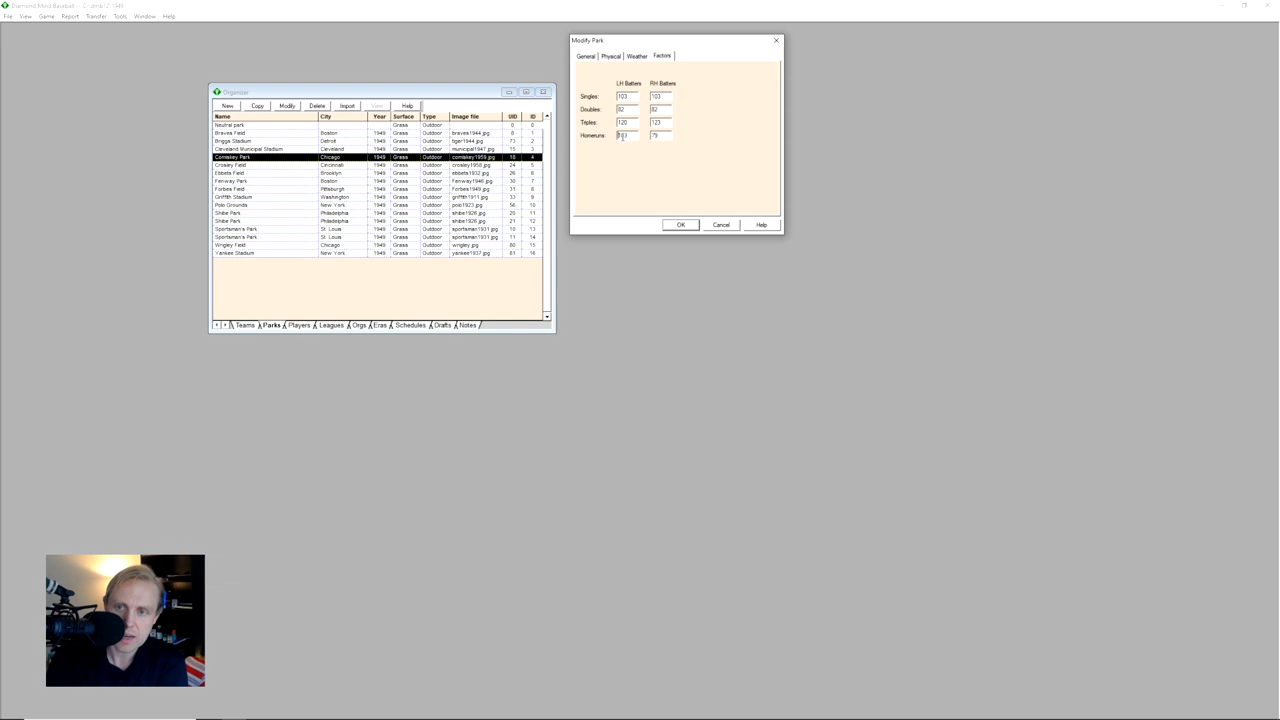 Diamond Mind Baseball -- C:\dmb12\1949
File View Game Report Transfer Tools Window Help
Modify Park
General Physical Weather Factors
LH Batters RH Batters
Singles: 103 103
Doubles: 82 82
Triples: 120 123
Homeruns: 79
OK Cancel Help
Organizer
New Copy Modify Delete Import View Help
Name City Year Surface Type Image file UID ID
Neutral park Grass Outdoor 0 0
Braves Field Boston 1949 Grass Outdoor braves1944.jpg 8 1
Briggs Stadium Detroit 1949 Grass Outdoor tiger1944.jpg 73 2
Cleveland Municipal Stadium Cleveland 1949 Grass Outdoor municipal1947.jpg 15 3
Comiskey Park Chicago 1949 Grass Outdoor comiskey1959.jpg 18 4
Crosley Field Cincinnati 1949 Grass Outdoor crosley1958.jpg 24 5
Ebbets Field Brooklyn 1949 Grass Outdoor ebbets1932.jpg 26 6
Fenway Park Boston 1949 Grass Outdoor Fenway1946.jpg 30 7
Forbes Field Pittsburgh 1949 Grass Outdoor Forbes1949.jpg 31 8
Griffith Stadium Washington 1949 Grass Outdoor griffith1911.jpg 33 9
Polo Grounds New York 1949 Grass Outdoor polo1923.jpg 56 10
Shibe Park Philadelphia 1949 Grass Outdoor shibe1926.jpg 20 11
Shibe Park Philadelphia 1949 Grass Outdoor shibe1926.jpg 21 12
Sportsman's Park St. Louis 1949 Grass Outdoor sportsman1931.jpg 10 13
Sportsman's Park St. Louis 1949 Grass Outdoor sportsman1931.jpg 11 14
Wrigley Field Chicago 1949 Grass Outdoor wrigley.jpg 80 15
Yankee Stadium New York 1949 Grass Outdoor yankee1937.jpg 81 16
Teams Parks Players Leagues Orgs Eras Schedules Drafts Notes